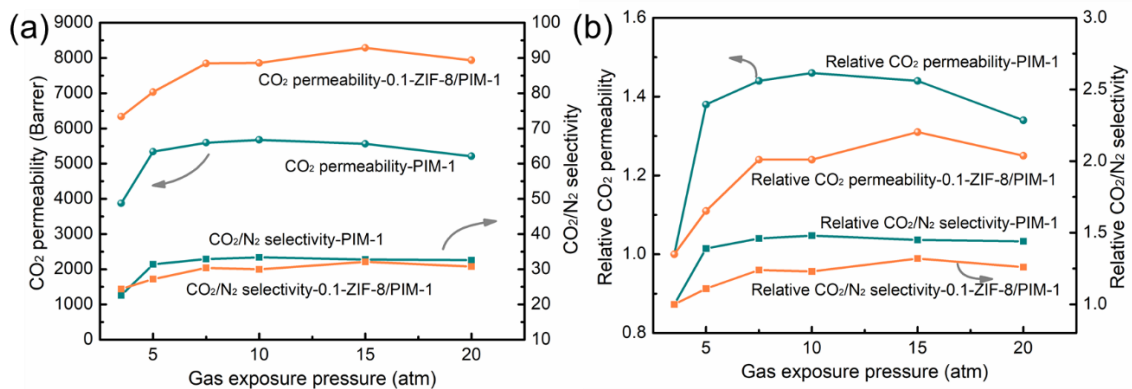 (a)
9000
8000
7000
6000
5000
4000
3000
2000
1000
0
CO₂ permeability (Barrer)
CO₂ permeability-0.1-ZIF-8/PIM-1
CO₂ permeability-PIM-1
CO₂/N₂ selectivity-PIM-1
CO₂/N₂ selectivity-0.1-ZIF-8/PIM-1
100
90
80
70
60
50
40
30
20
10
CO₂/N₂ selectivity
5 10 15 20
Gas exposure pressure (atm)
(b)
1.6
1.4
1.2
1.0
0.8
Relative CO₂ permeability
Relative CO₂ permeability-PIM-1
Relative CO₂ permeability-0.1-ZIF-8/PIM-1
Relative CO₂/N₂ selectivity-PIM-1
Relative CO₂/N₂ selectivity-0.1-ZIF-8/PIM-1
3.0
2.5
2.0
1.5
1.0
Relative CO₂/N₂ selectivity
5 10 15 20
Gas exposure pressure (atm)